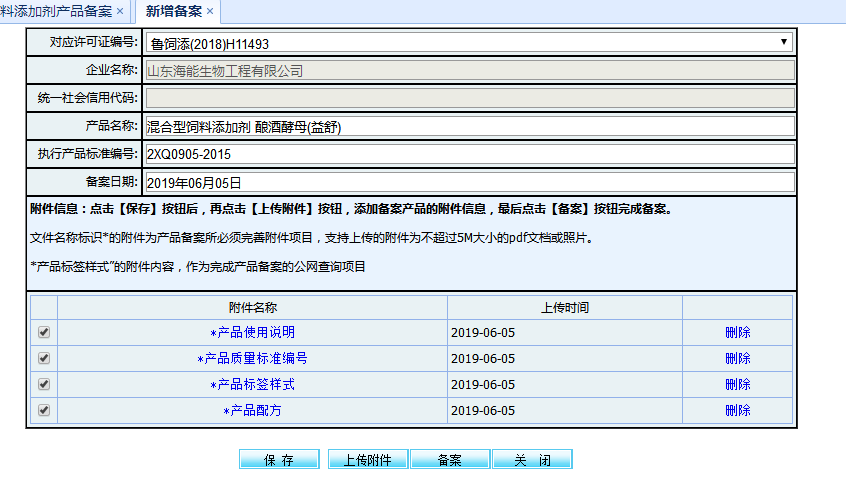 料添加剂产品备案 × 新增备案 ×
对应许可证编号: 鲁饲添(2018)H11493
企业名称: 山东海能生物工程有限公司
统一社会信用代码:
产品名称: 混合型饲料添加剂 酿酒酵母(益舒)
执行产品标准编号: 2XQ0905-2015
备案日期: 2019年06月05日
附件信息：点击【保存】按钮后，再点击【上传附件】按钮，添加备案产品的附件信息，最后点击【备案】按钮完成备案。
文件名称标识*的附件为产品备案所必须完善附件项目，支持上传的附件为不超过5M大小的pdf文档或照片。
*产品标签样式"的附件内容，作为完成产品备案的公网查询项目
附件名称 上传时间
*产品使用说明 2019-06-05 删除
*产品质量标准编号 2019-06-05 删除
*产品标签样式 2019-06-05 删除
*产品配方 2019-06-05 删除
保 存 上传附件 备案 关 闭